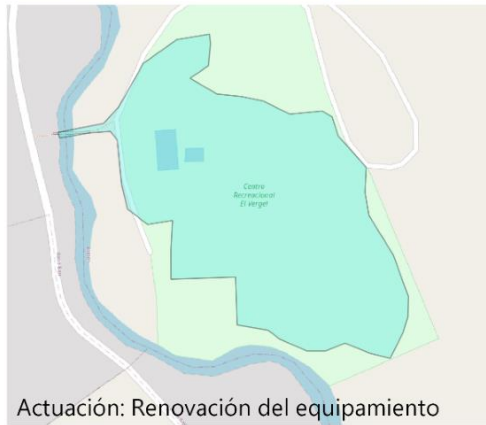 Centro
Recreacional
El Vergel
Actuación: Renovación del equipamiento